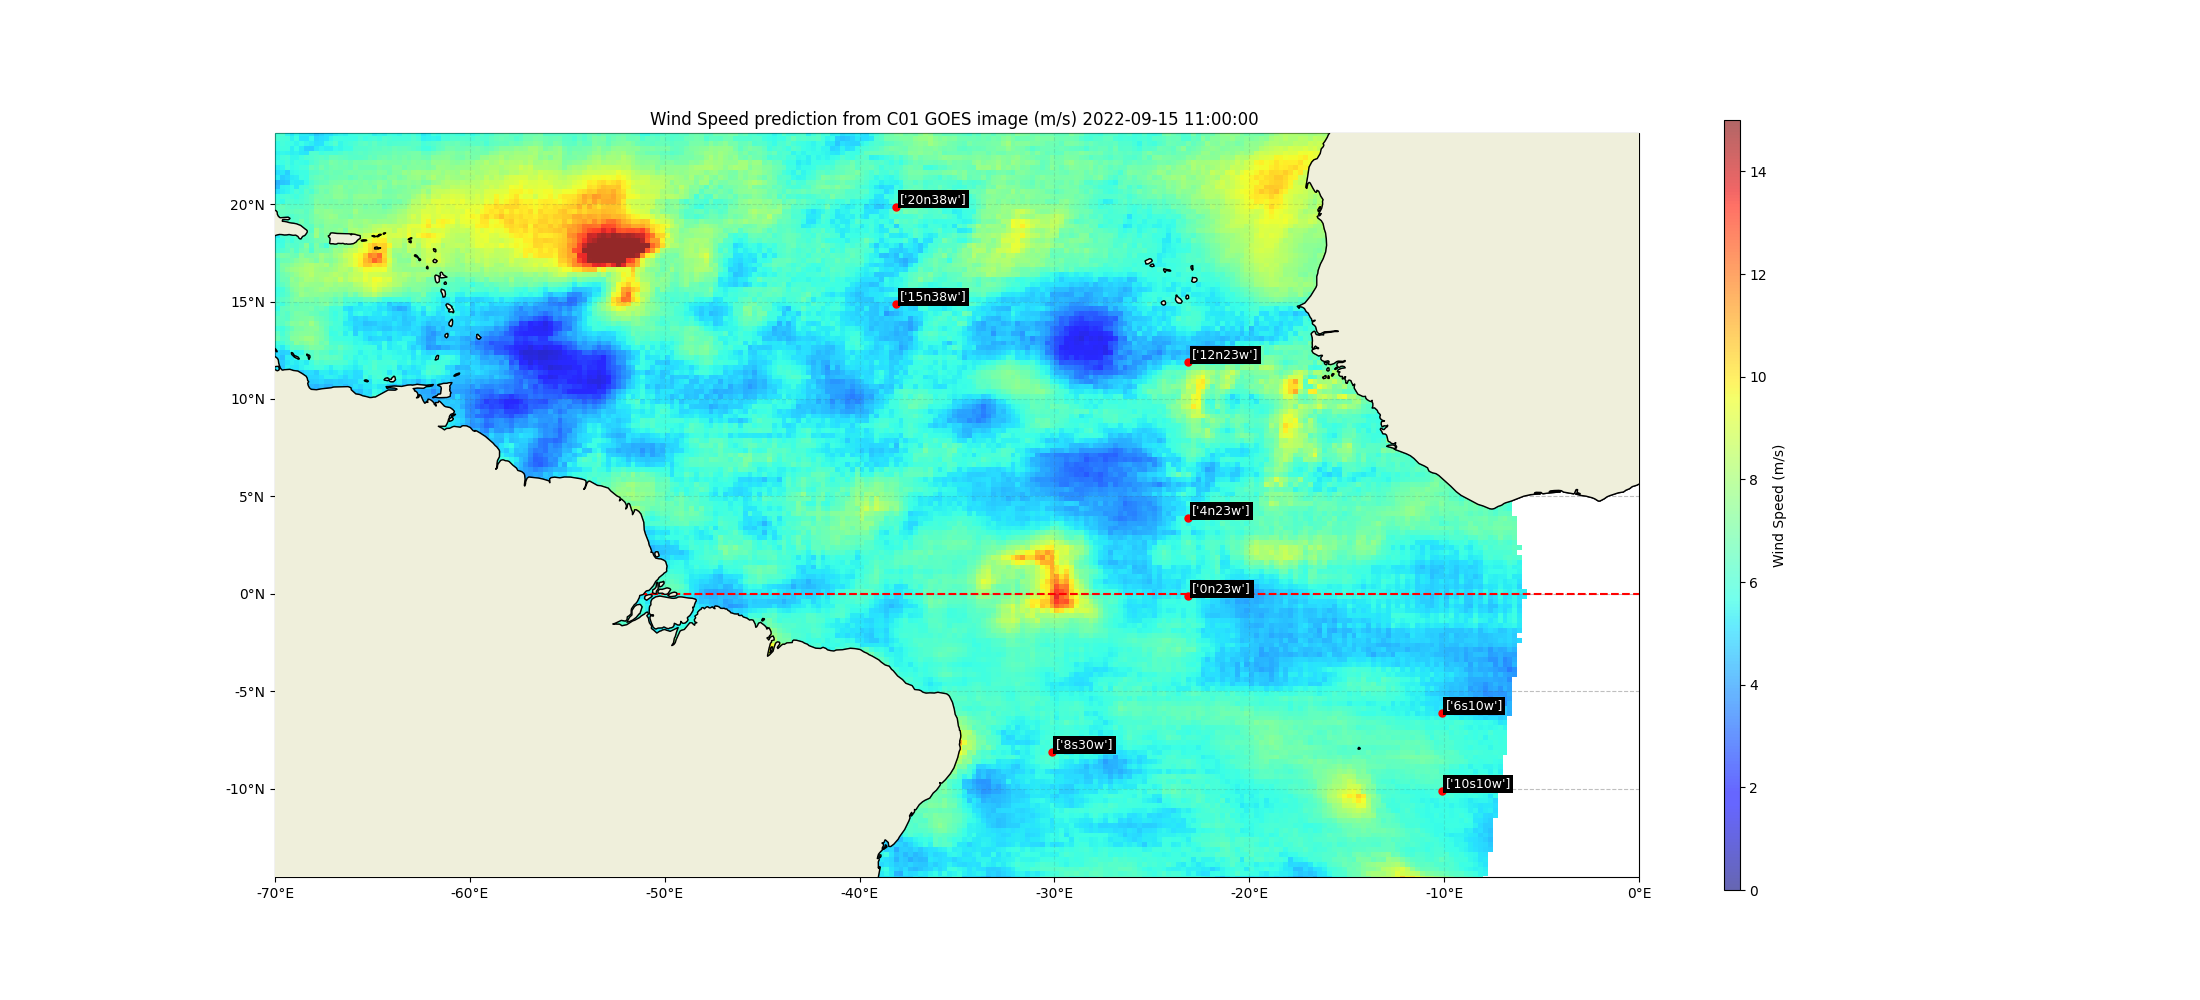 Wind Speed prediction from C01 GOES image (m/s) 2022-09-15 11:00:00
20°N
15°N
10°N
5°N
0°N
-5°N
-10°N
-70°E
-60°E
-50°E
-40°E
-30°E
-20°E
-10°E
0°E
['20n38w']
['15n38w']
['12n23w']
['4n23w']
['0n23w']
['6s10w']
['8s30w']
['10s10w']
14
12
10
8
6
4
2
0
Wind Speed (m/s)